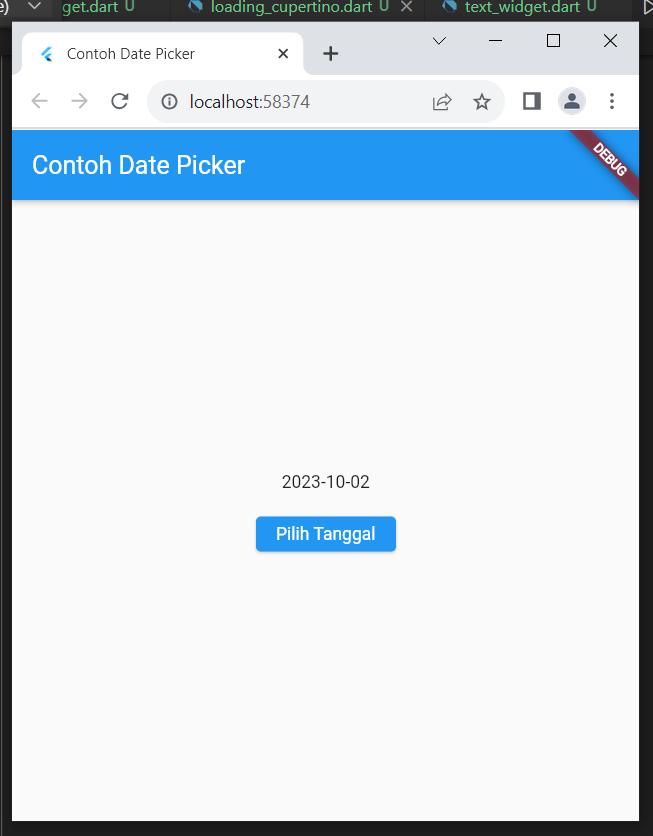 get.dart U
loading_cupertino.dart U
text_widget.dart U
Contoh Date Picker
localhost:58374
Contoh Date Picker
DEBUG
2023-10-02
Pilih Tanggal